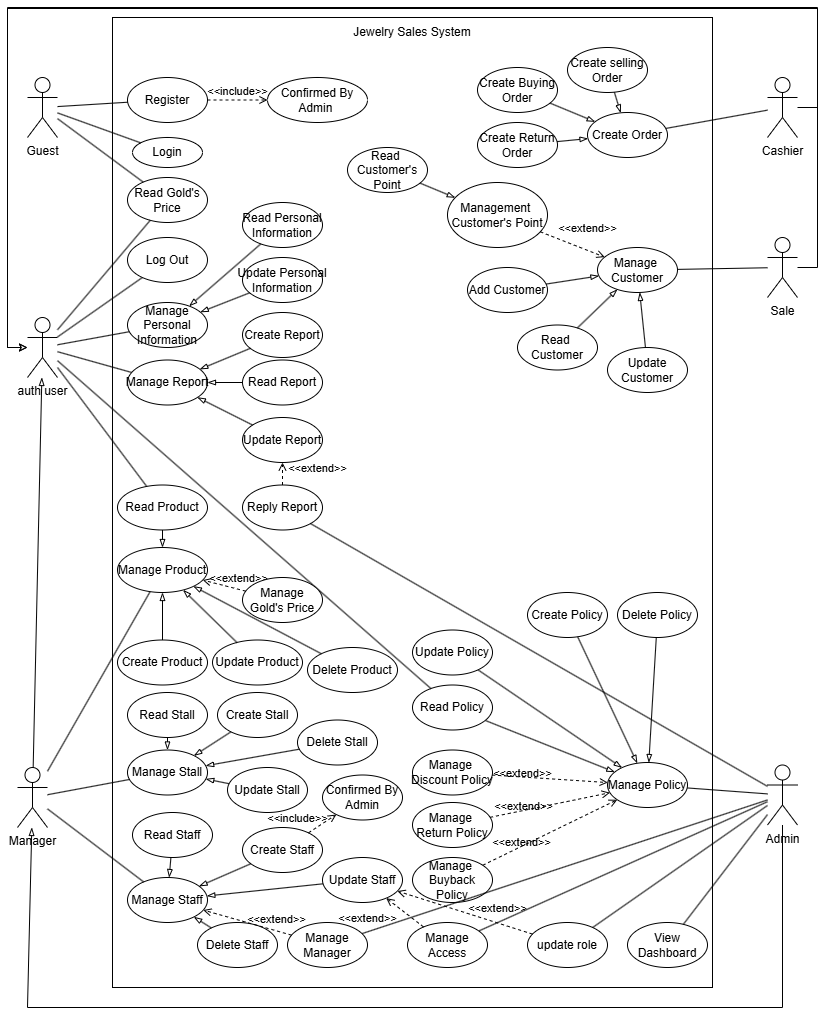 Jewelry Sales System
Guest
Register
<<include>>
Confirmed By
Admin
Create Buying
Order
Create selling
Order
Create Return
Order
Create Order
Cashier
Login
Read Gold's
Price
Read
Customer's
Point
Management
Customer's Point
<<extend>>
Log Out
Read Personal
Information
Update Personal
Information
Manage
Personal
Information
Manage
Customer
Sale
Add Customer
Read
Customer
Update
Customer
auth user
Create Report
Manage Report
Read Report
Update Report
<<extend>>
Reply Report
Read Product
Manage Product
<<extend>>
Manage
Gold's Price
Create Product
Update Product
Delete Product
Create Policy
Delete Policy
Update Policy
Read Policy
Read Stall
Create Stall
Delete Stall
Manage Stall
Update Stall
Confirmed By
Admin
Manage
Discount Policy
<<extend>>
Manage Policy
Manager
Admin
Manage
Return Policy
<<extend>>
Read Staff
<<include>>
Create Staff
<<extend>>
Manage
Buyback
Policy
Update Staff
Manage Staff
<<extend>>
<<extend>>
<<extend>>
Delete Staff
Manage
Manager
Manage
Access
update role
View
Dashboard